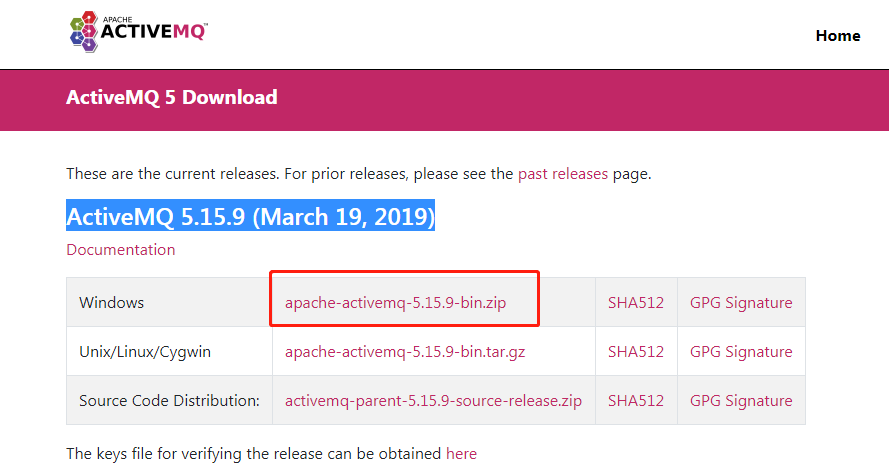 APACHE
ACTIVEMQ™
Home
ActiveMQ 5 Download
These are the current releases. For prior releases, please see the past releases page.
ActiveMQ 5.15.9 (March 19, 2019)
Documentation
Windows apache-activemq-5.15.9-bin.zip SHA512 GPG Signature
Unix/Linux/Cygwin apache-activemq-5.15.9-bin.tar.gz SHA512 GPG Signature
Source Code Distribution: activemq-parent-5.15.9-source-release.zip SHA512 GPG Signature
The keys file for verifying the release can be obtained here